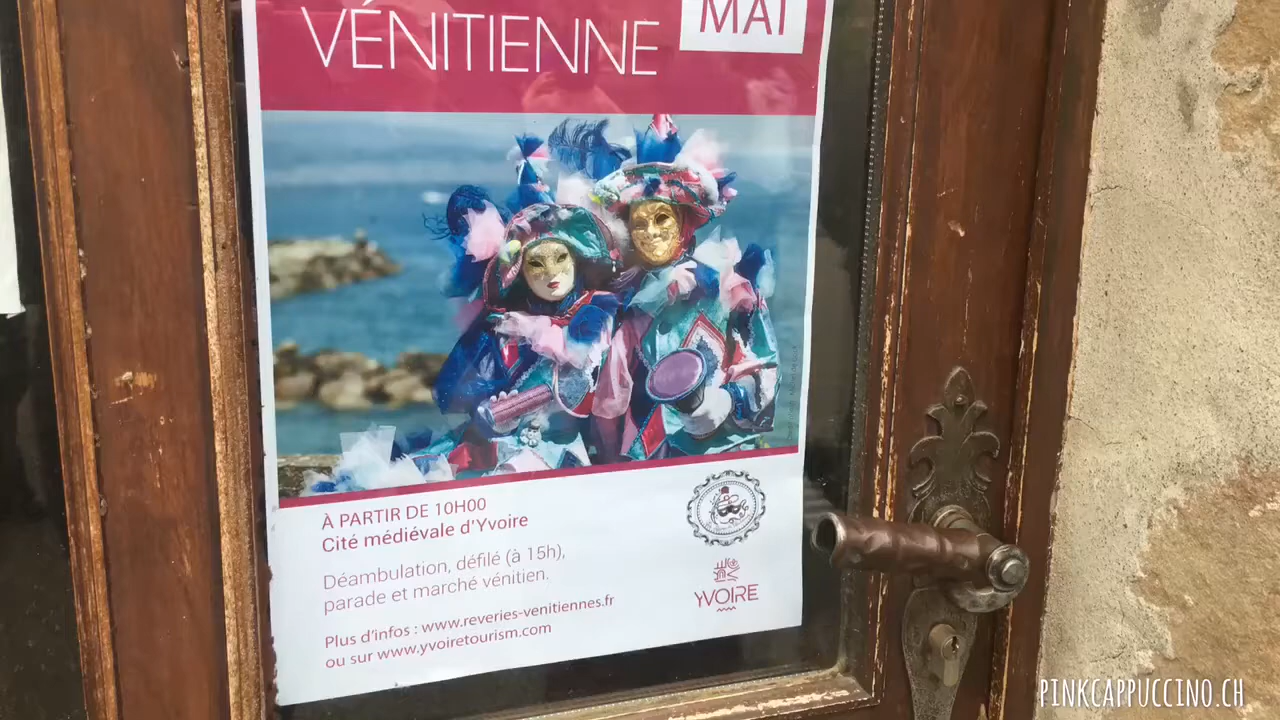 VÉNITIENNE
MAI
À PARTIR DE 10H00
Cité médiévale d'Yvoire
Déambulation, défilé (à 15h),
parade et marché vénitien.
Plus d'infos : www.reveries-venitiennes.fr
ou sur www.yvoiretourism.com
YVOIRE
PINKCAPPUCCINO.CH